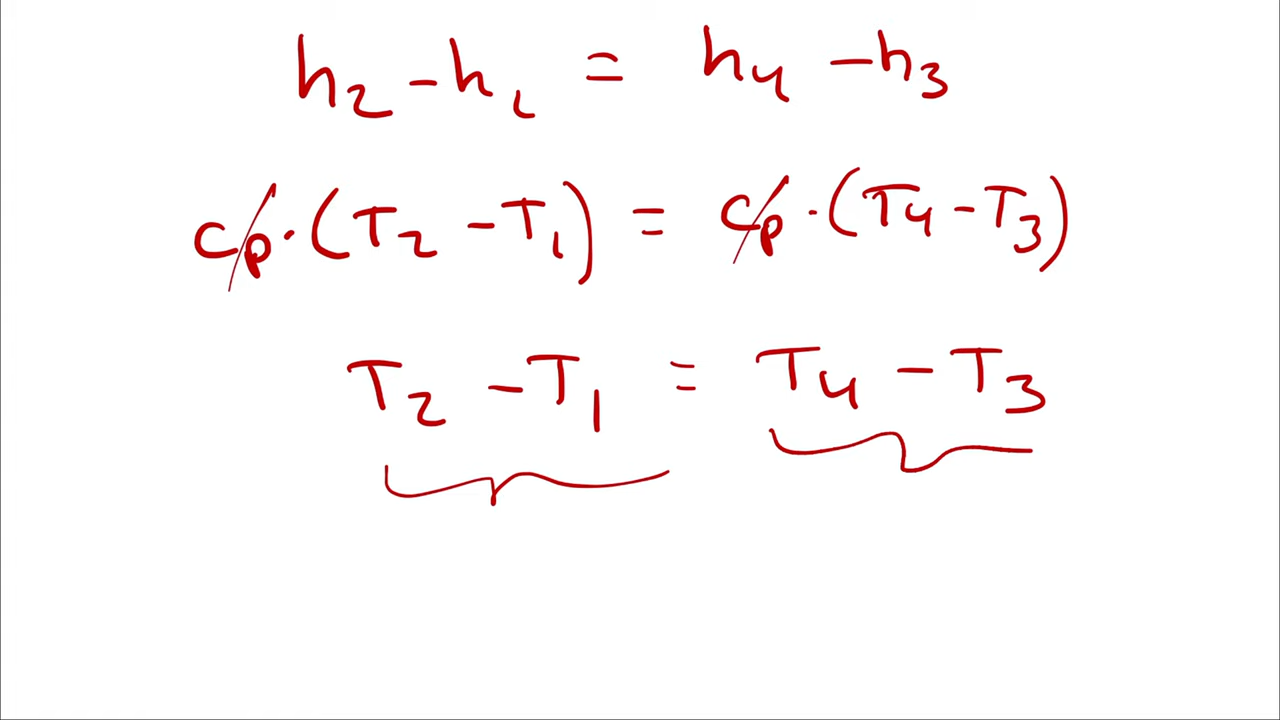 h₂ - h₁ = h₄ - h₃
cp · (T₂ - T₁) = cp · (T₄ - T₃)
T₂ - T₁ = T₄ - T₃